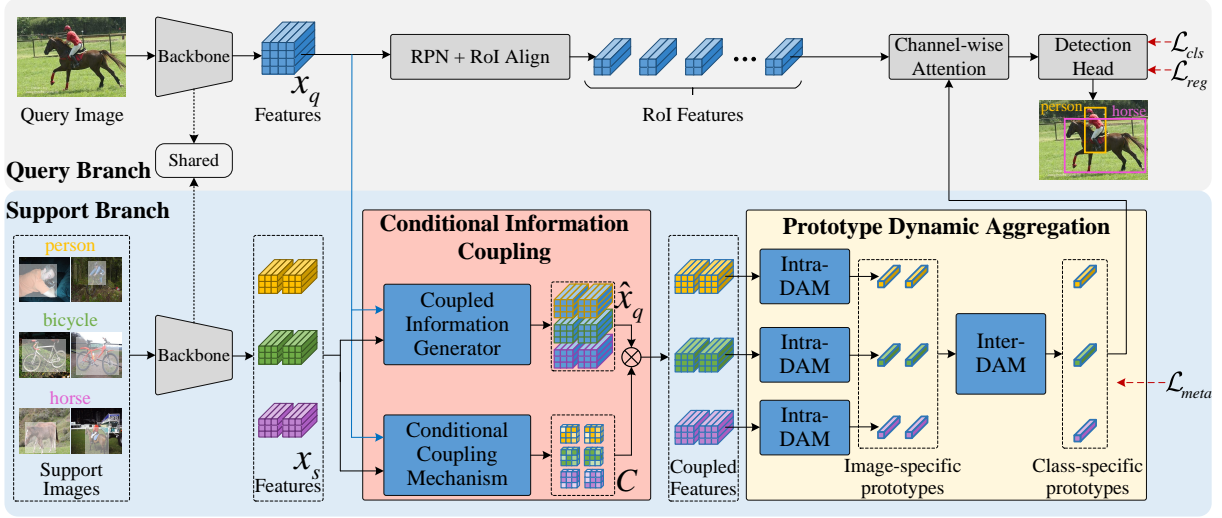 Query Image
Backbone
x_q
Features
RPN + RoI Align
RoI Features
Channel-wise
Attention
Detection
Head
ℒ_cls
ℒ_reg
person
horse
Shared
Query Branch
Support Branch
person
bicycle
horse
Support
Images
Backbone
x_s
Features
Conditional Information
Coupling
Coupled
Information
Generator
x̂_q
Conditional
Coupling
Mechanism
C
Coupled
Features
Prototype Dynamic Aggregation
Intra-
DAM
Intra-
DAM
Intra-
DAM
Image-specific
prototypes
Inter-
DAM
Class-specific
prototypes
ℒ_meta